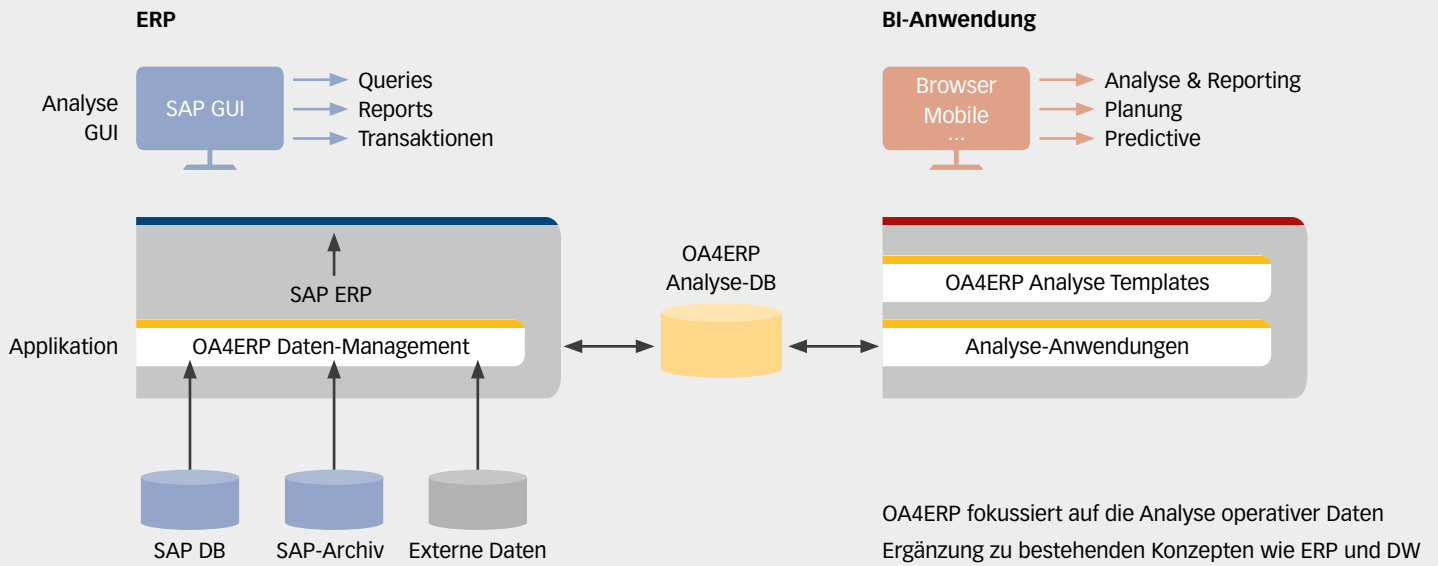 ERP
BI-Anwendung
Analyse
GUI
SAP GUI
Queries
Reports
Transaktionen
Browser
Mobile
...
Analyse & Reporting
Planung
Predictive
Applikation
SAP ERP
OA4ERP Daten-Management
OA4ERP
Analyse-DB
OA4ERP Analyse Templates
Analyse-Anwendungen
SAP DB
SAP-Archiv
Externe Daten
OA4ERP fokussiert auf die Analyse operativer Daten
Ergänzung zu bestehenden Konzepten wie ERP und DW